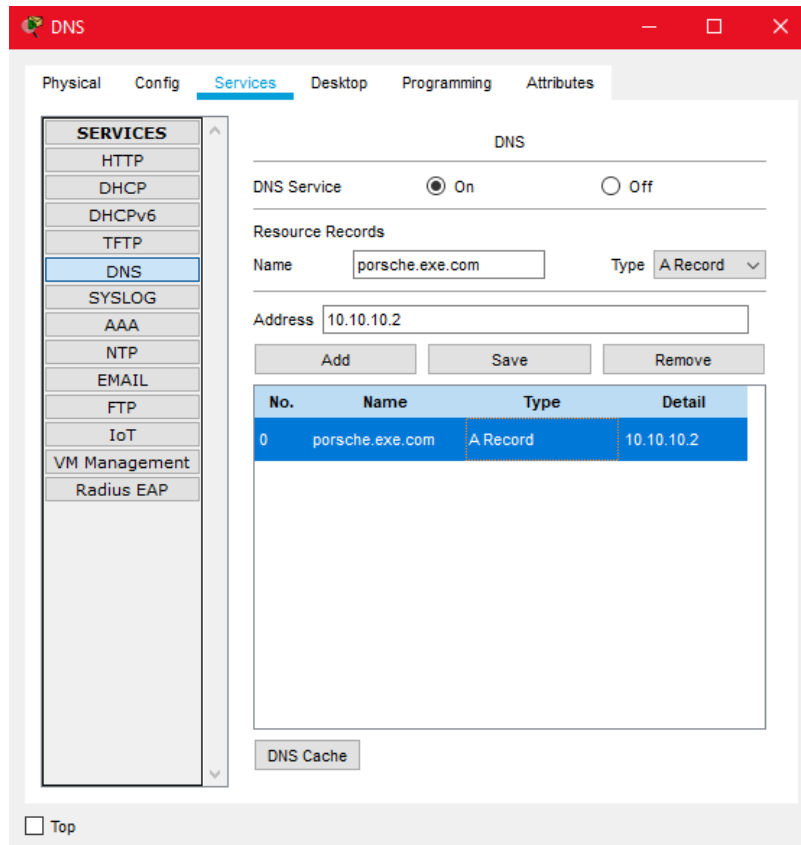 DNS
Physical Config Services Desktop Programming Attributes
SERVICES
HTTP
DHCP
DHCPv6
TFTP
DNS
SYSLOG
AAA
NTP
EMAIL
FTP
IoT
VM Management
Radius EAP
DNS
DNS Service On Off
Resource Records
Name porsche.exe.com Type A Record
Address 10.10.10.2
Add Save Remove
No. Name Type Detail
0 porsche.exe.com A Record 10.10.10.2
DNS Cache
Top